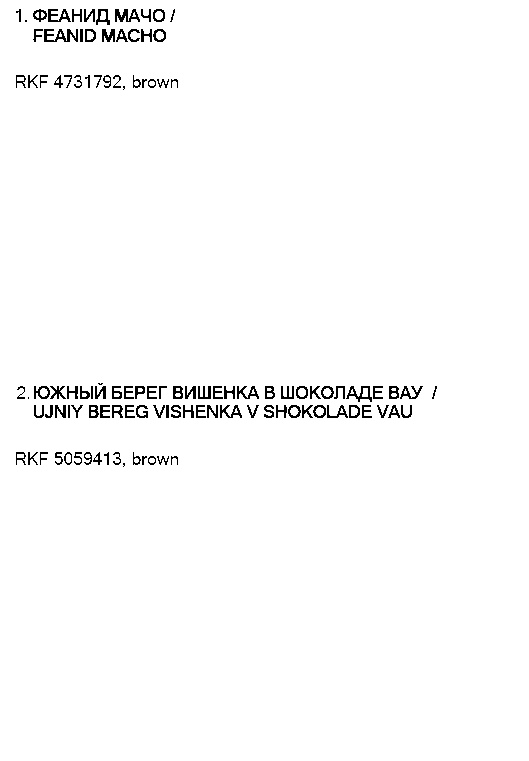 1. ФЕАНИД МАЧО /
FEANID MACHO
RKF 4731792, brown
2. ЮЖНЫЙ БЕРЕГ ВИШЕНКА В ШОКОЛАДЕ ВАУ /
UJNIY BEREG VISHENKA V SHOKOLADE VAU
RKF 5059413, brown